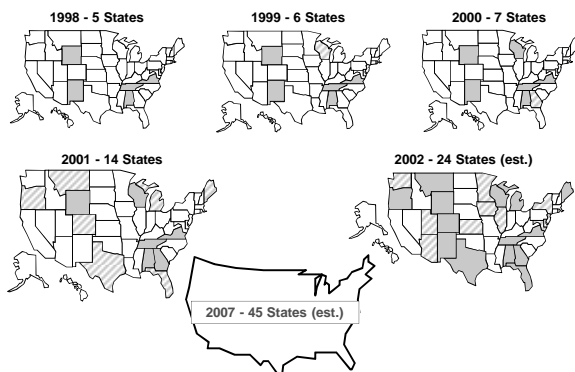 1998 - 5 States
1999 - 6 States
2000 - 7 States
2001 - 14 States
2002 - 24 States (est.)
2007 - 45 States (est.)